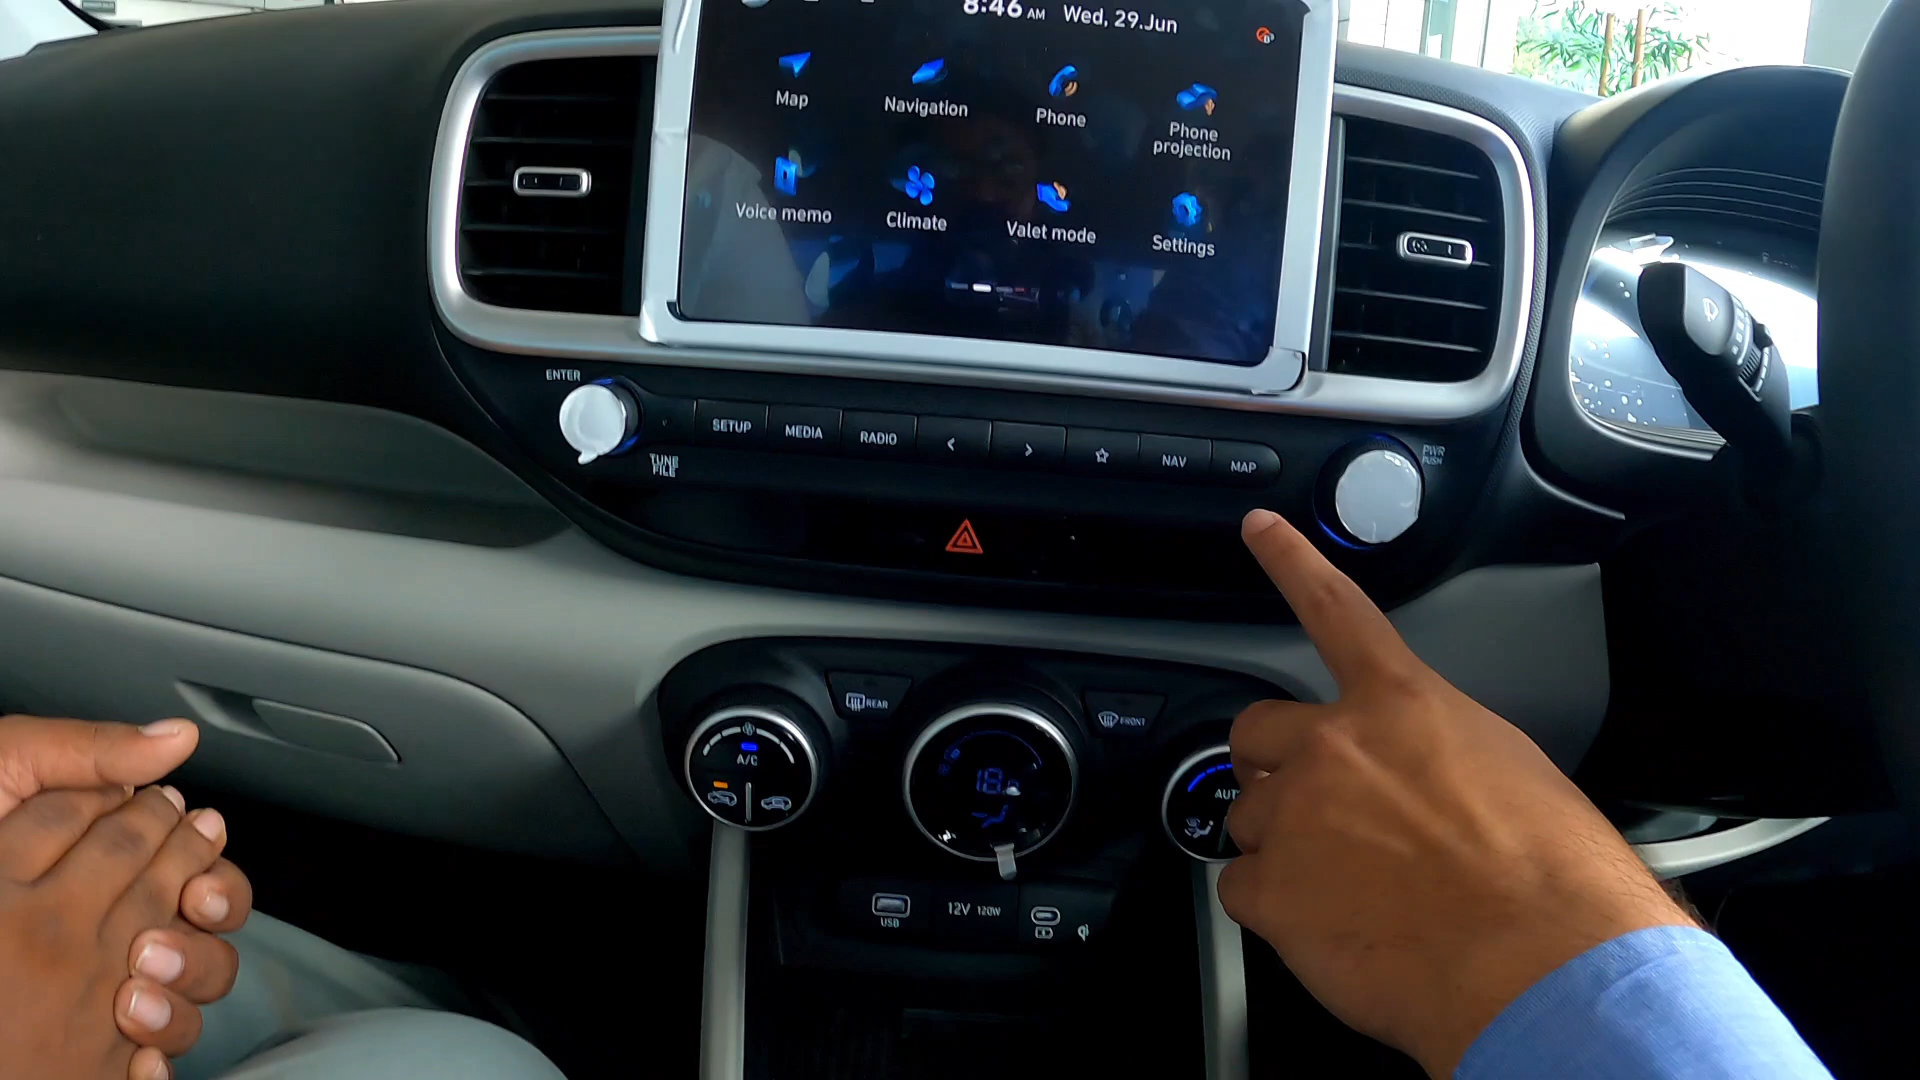 8:46 AM Wed, 29.Jun
Map
Navigation
Phone
Phone
projection
Voice memo
Climate
Valet mode
Settings
ENTER
TUNE
FILE
SETUP
MEDIA
RADIO
NAV
MAP
PWR
PUSH
REAR
FRONT
A/C
18.
AUT
USB
12V 120W